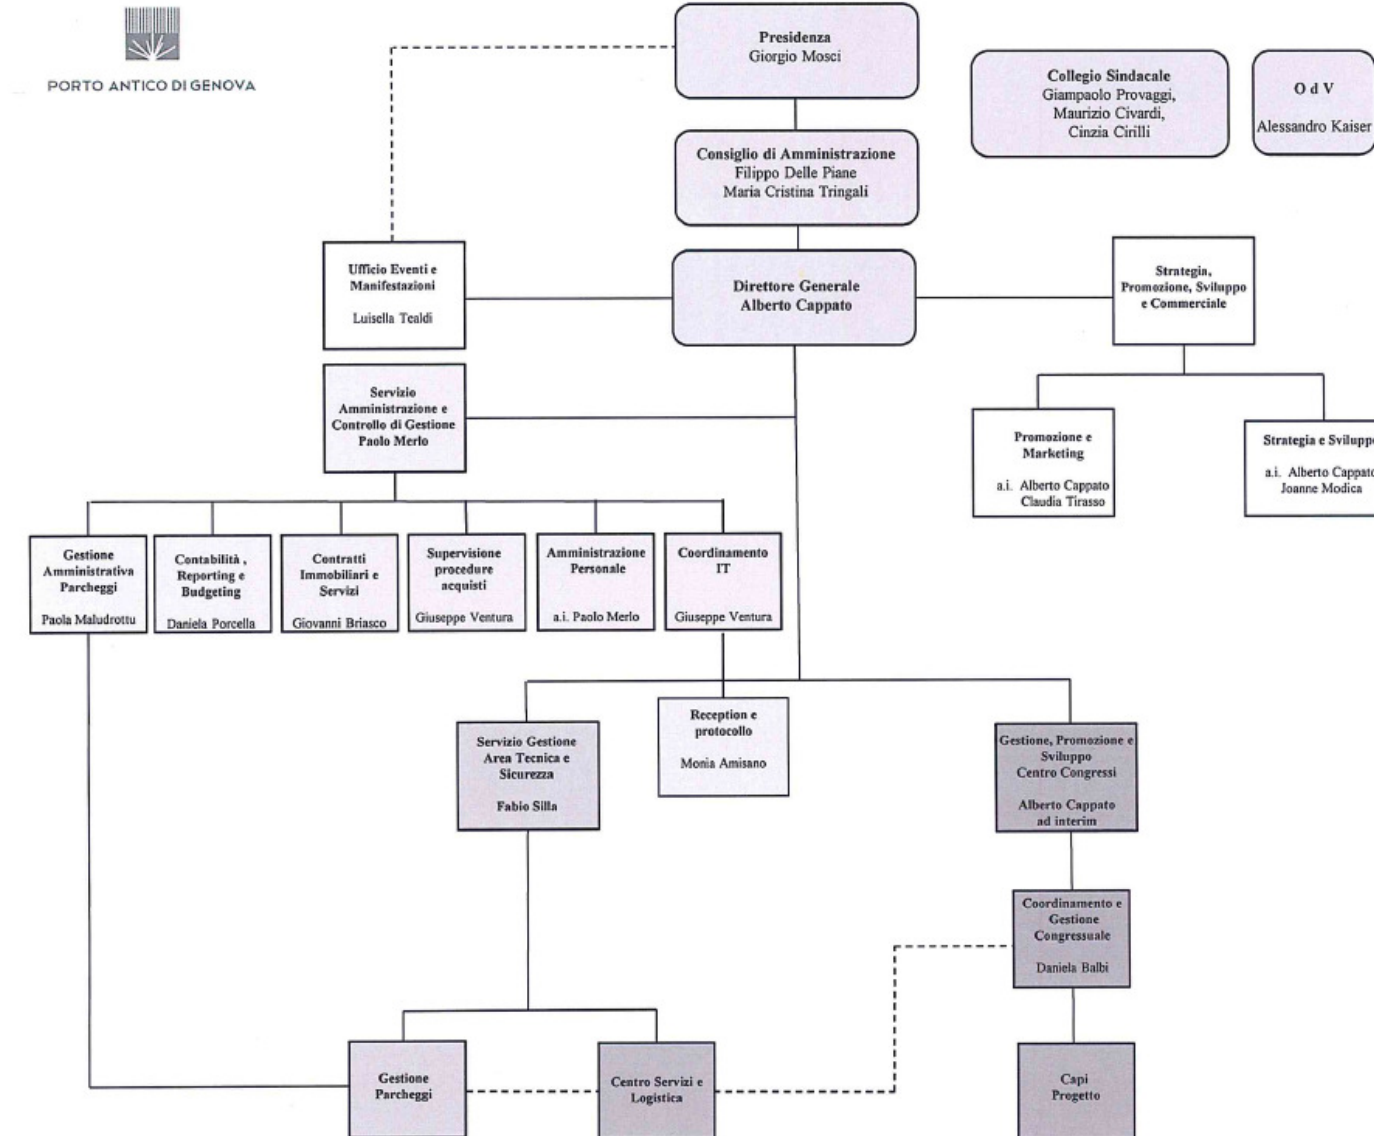 PORTO ANTICO DI GENOVA
Presidenza
Giorgio Mosci
Collegio Sindacale
Giampaolo Provaggi,
Maurizio Civardi,
Cinzia Cirilli
O d V
Alessandro Kaiser
Consiglio di Amministrazione
Filippo Delle Piane
Maria Cristina Tringali
Ufficio Eventi e
Manifestazioni
Luisella Tealdi
Direttore Generale
Alberto Cappato
Strategia,
Promozione, Sviluppo
e Commerciale
Servizio
Amministrazione e
Controllo di Gestione
Paolo Merlo
Promozione e
Marketing
a.i. Alberto Cappato
Claudia Tirasso
Strategia e Svilupp
a.i. Alberto Cappato
Joanne Modica
Gestione
Amministrativa
Parcheggi
Paola Maludrottu
Contabilità ,
Reporting e
Budgeting
Daniela Porcella
Contratti
Immobiliari e
Servizi
Giovanni Briasco
Supervisione
procedure
acquisti
Giuseppe Ventura
Amministrazione
Personale
a.i. Paolo Merlo
Coordinamento
IT
Giuseppe Ventura
Servizio Gestione
Area Tecnica e
Sicurezza
Fabio Silla
Reception e
protocollo
Monia Amisano
Gestione, Promozione e
Sviluppo
Centro Congressi
Alberto Cappato
ad interim
Coordinamento e
Gestione
Congressuale
Daniela Balbi
Gestione
Parcheggi
Centro Servizi e
Logistica
Capi
Progetto